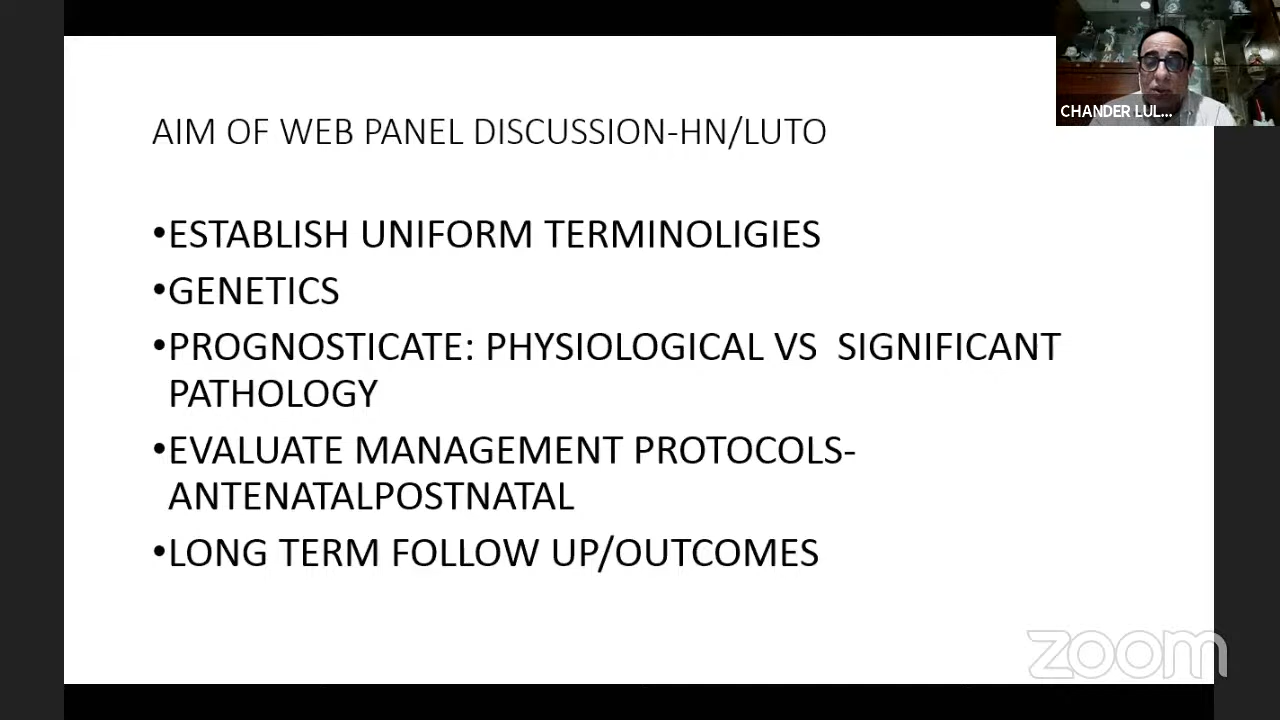 CHANDER LUL...
AIM OF WEB PANEL DISCUSSION-HN/LUTO
•ESTABLISH UNIFORM TERMINOLIGIES
•GENETICS
•PROGNOSTICATE: PHYSIOLOGICAL VS SIGNIFICANT
PATHOLOGY
•EVALUATE MANAGEMENT PROTOCOLS-
ANTENATALPOSTNATAL
•LONG TERM FOLLOW UP/OUTCOMES
zoom